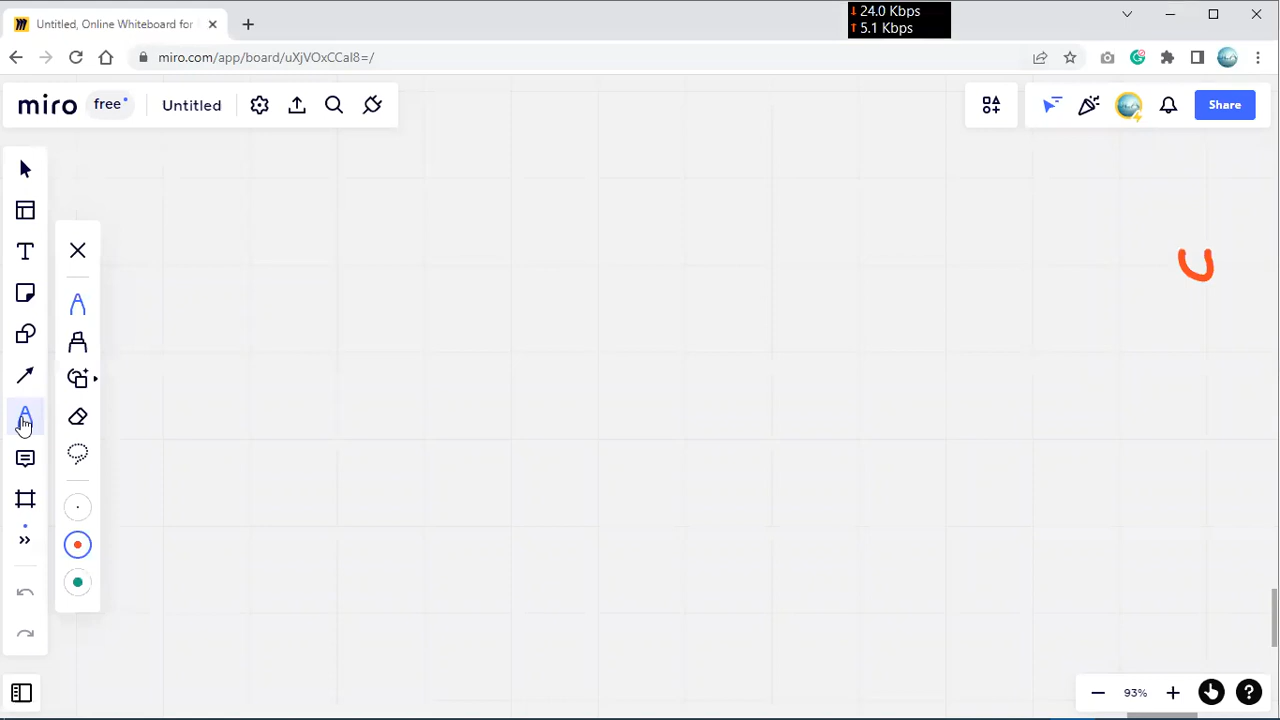 Untitled, Online Whiteboard for
24.0 Kbps
5.1 Kbps
miro.com/app/board/uXjVOxCCaI8=/
miro free Untitled Share
T
U
93%